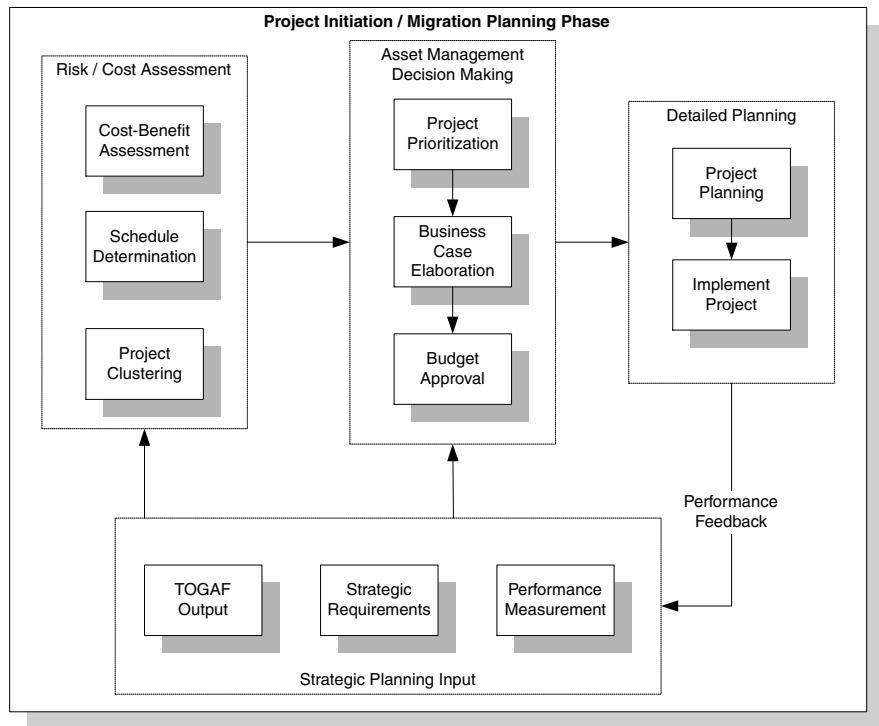 Project Initiation / Migration Planning Phase
Risk / Cost Assessment
Cost-Benefit
Assessment
Schedule
Determination
Project
Clustering
Asset Management
Decision Making
Project
Prioritization
Business
Case
Elaboration
Budget
Approval
Detailed Planning
Project
Planning
Implement
Project
Performance
Feedback
TOGAF
Output
Strategic
Requirements
Performance
Measurement
Strategic Planning Input